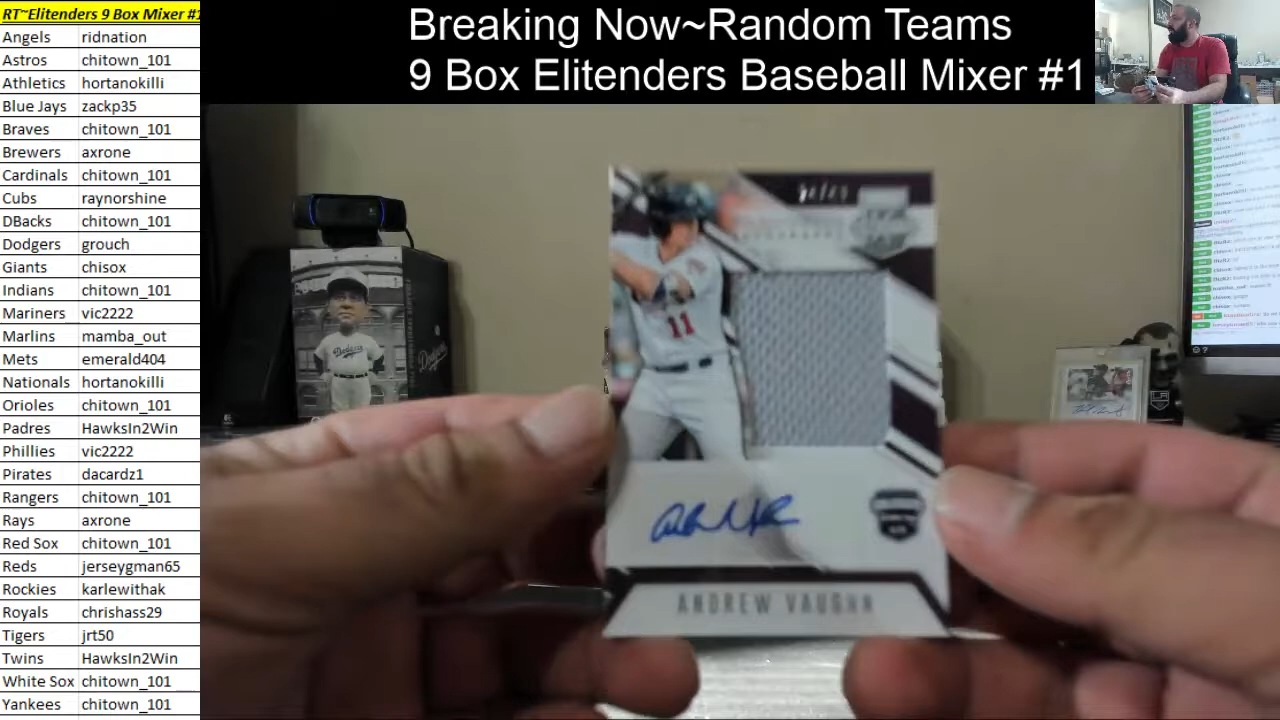 RT~Elitenders 9 Box Mixer #1
Angels ridnation
Astros chitown_101
Athletics hortanokilli
Blue Jays zackp35
Braves chitown_101
Brewers axrone
Cardinals chitown_101
Cubs raynorshine
DBacks chitown_101
Dodgers grouch
Giants chisox
Indians chitown_101
Mariners vic2222
Marlins mamba_out
Mets emerald404
Nationals hortanokilli
Orioles chitown_101
Padres HawksIn2Win
Phillies vic2222
Pirates dacardz1
Rangers chitown_101
Rays axrone
Red Sox chitown_101
Reds jerseygman65
Rockies karlewithak
Royals chrishass29
Tigers jrt50
Twins HawksIn2Win
White Sox chitown_101
Yankees chitown_101
Breaking Now~Random Teams
9 Box Elitenders Baseball Mixer #1
Dodgers
Dodgers
11
ANDREW VAUGHN